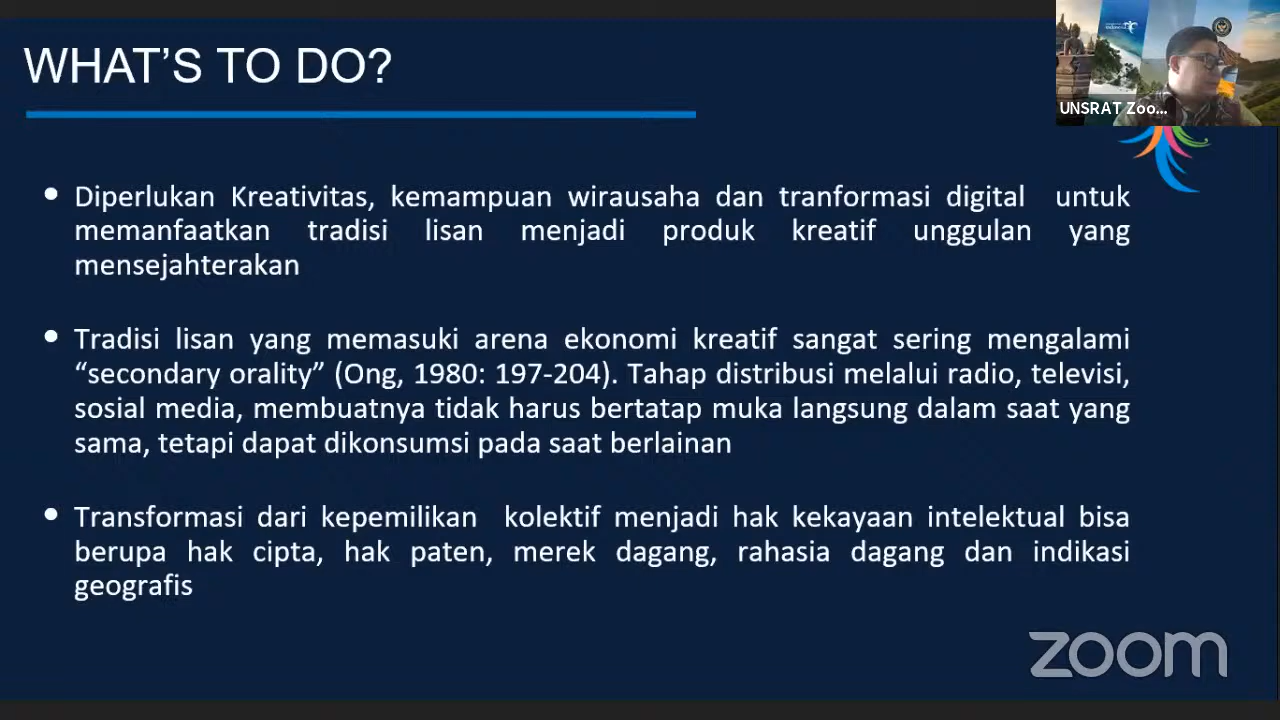 WHAT’S TO DO?
UNSRAT Zoo...
• Diperlukan Kreativitas, kemampuan wirausaha dan tranformasi digital untuk
memanfaatkan tradisi lisan menjadi produk kreatif unggulan yang
mensejahterakan
• Tradisi lisan yang memasuki arena ekonomi kreatif sangat sering mengalami
“secondary orality” (Ong, 1980: 197-204). Tahap distribusi melalui radio, televisi,
sosial media, membuatnya tidak harus bertatap muka langsung dalam saat yang
sama, tetapi dapat dikonsumsi pada saat berlainan
• Transformasi dari kepemilikan kolektif menjadi hak kekayaan intelektual bisa
berupa hak cipta, hak paten, merek dagang, rahasia dagang dan indikasi
geografis
zoom